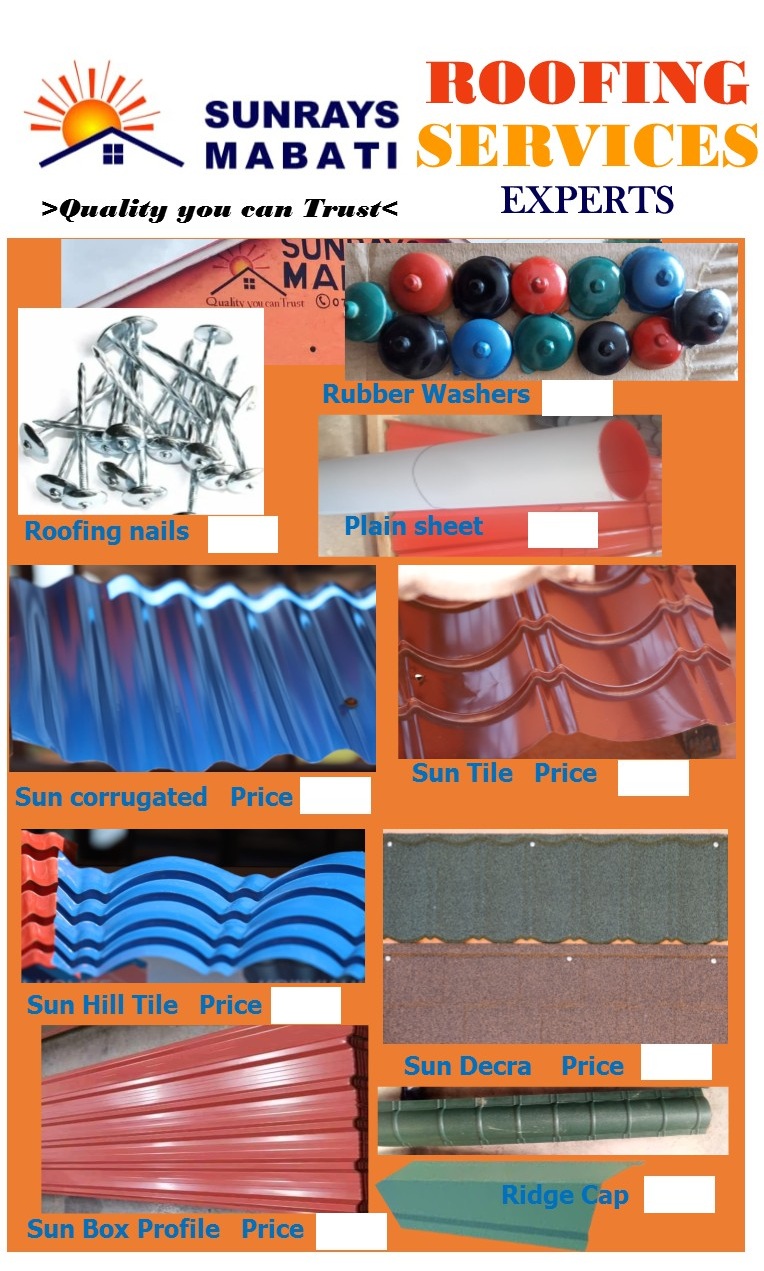 SUNRAYS
MABATI
>Quality you can Trust<
ROOFING
SERVICES
EXPERTS
SUNRAYS
MA
Quality you can Trust
07
Rubber Washers
Roofing nails
Plain sheet
Sun corrugated Price
Sun Tile Price
Sun Hill Tile Price
Sun Decra Price
Sun Box Profile Price
Ridge Cap